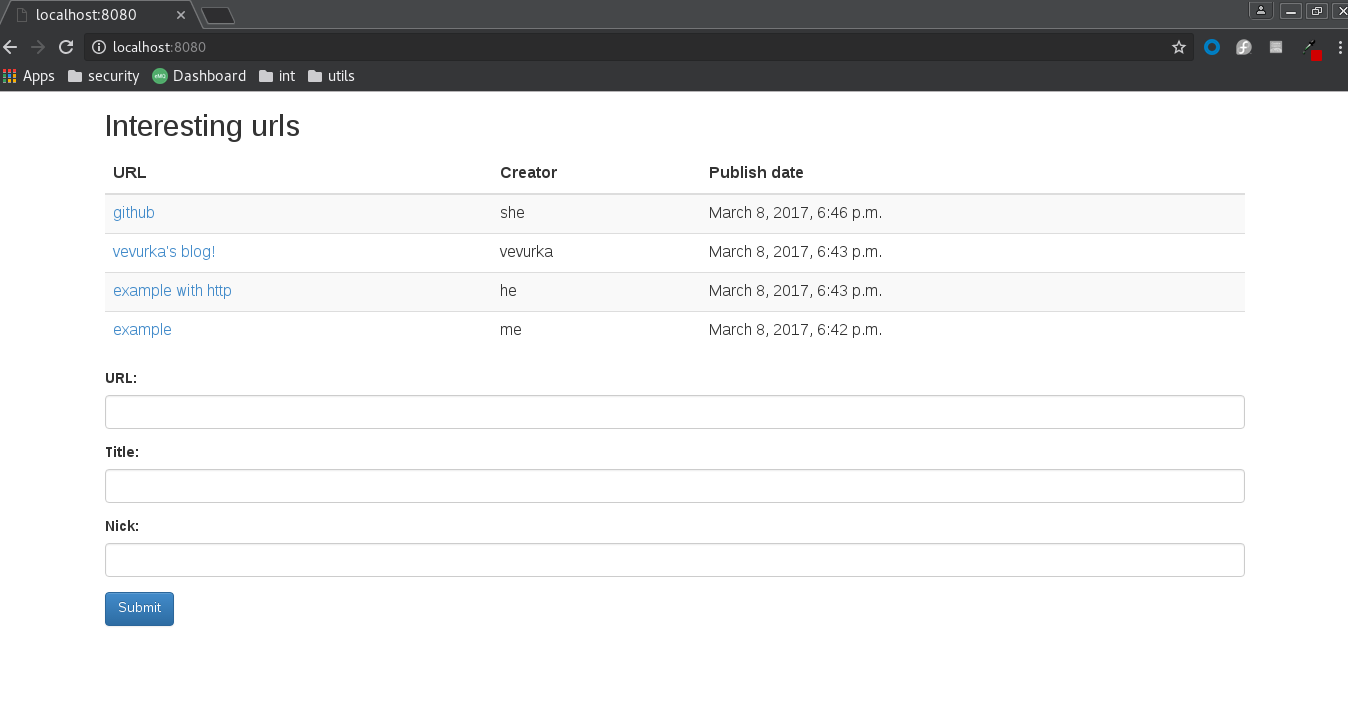 localhost:8080
localhost:8080
Apps security eMQ Dashboard int utils
Interesting urls
URL Creator Publish date
github she March 8, 2017, 6:46 p.m.
vevurka's blog! vevurka March 8, 2017, 6:43 p.m.
example with http he March 8, 2017, 6:43 p.m.
example me March 8, 2017, 6:42 p.m.
URL:
Title:
Nick:
Submit